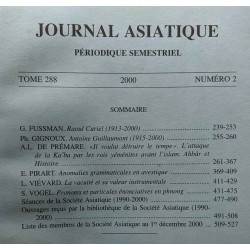 JOURNAL ASIATIQUE
PÉRIODIQUE SEMESTRIEL
TOME 288 2000 NUMÉRO 2
SOMMAIRE
G. FUSSMAN, Raoul Curiel (1913-2000) 239-253
Ph. GIGNOUX, Antoine Guillaumont (1915-2000) 255-260
A.L. DE PRÉMARE, «Il voulut détruire le temple». L'attaque
de la Ka'ba par les rois yéménites avant l'islam. Aḫbār et
Histoire 261-367
E. PIRART, Anomalies grammaticales en avestique 369-409
L. VIÉVARD, La vacuité et sa valeur instrumentale 411-429
S. VOGEL, Pronoms et particules énonciatives en phnong 431-475
Séances de la Société Asiatique (1990-2000) 477-490
Ouvrages reçus par la bibliothèque de la Société Asiatique
(1990-2000) 491-508
Liste des membres de la Société Asiatique au 1er décembre 2000 509-527